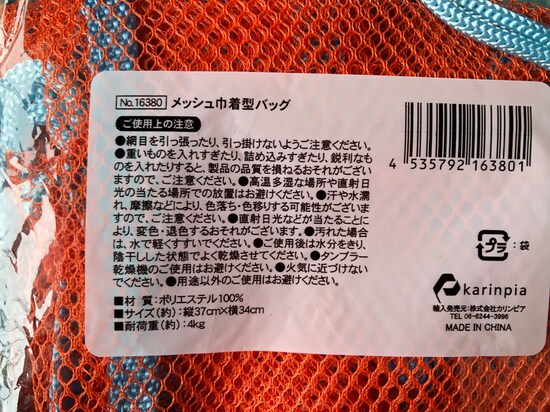 No.16380 メッシュ巾着型バッグ
ご使用上の注意
●網目を引っ張ったり、引っ掛けないようご注意ください。
●重いものを入れすぎたり、詰め込みすぎたり、鋭利なも
のを入れたりすると、製品の品質を損ねるおそれがござい
ますので、ご注意ください。●高温多湿な場所や直射日
光の当たる場所での放置はお避けください。●汗や水濡
れ、摩擦などにより、色落ち・色移りする可能性がございま
すので、ご注意ください。●直射日光などが当たることに
より、変色・退色するおそれがございます。●汚れた場合
は、水で軽くすすいでください。●ご使用後は水分をきり、
陰干しした状態でよく乾燥させてください。●タンブラー
乾燥機のご使用はお避けください。●火気に近づけない
でください。●用途以外のご使用はお避けください。
■材 質：ポリエステル100%
■サイズ(約)：縦37cm×横34cm
■耐荷重(約)：4kg
4 535792 163801
プラ：袋
karinpia
輸入発売元：株式会社カリンピア
TEL 06-6244-3996
MADE IN CHINA